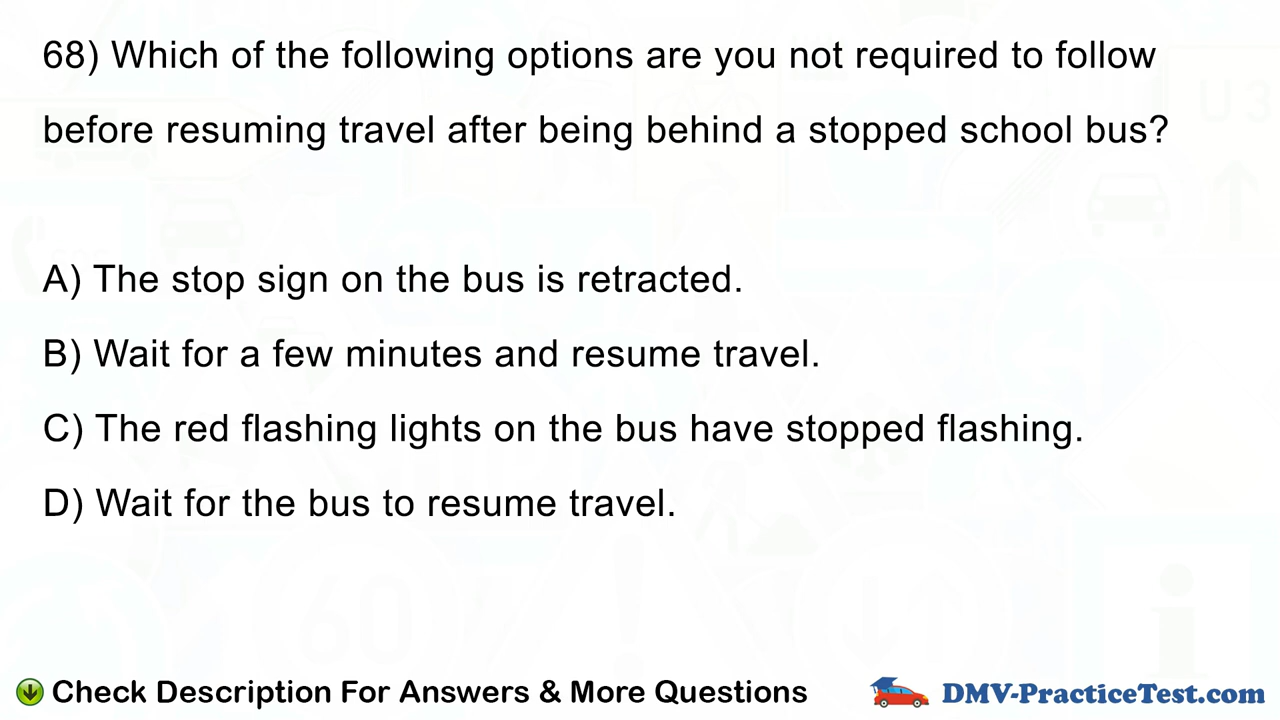 68) Which of the following options are you not required to follow
before resuming travel after being behind a stopped school bus?
A) The stop sign on the bus is retracted.
B) Wait for a few minutes and resume travel.
C) The red flashing lights on the bus have stopped flashing.
D) Wait for the bus to resume travel.
U 3
60
i
Check Description For Answers & More Questions
DMV-PracticeTest.com